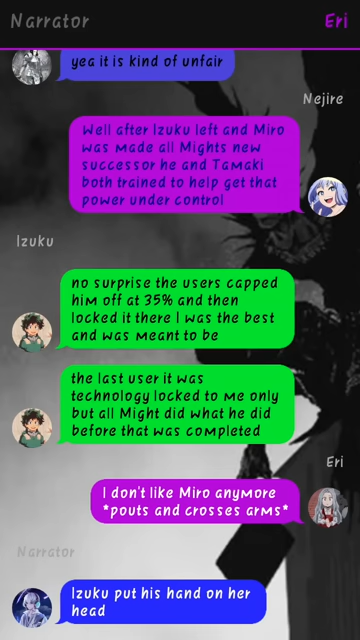 Narrator
Eri
yea it is kind of unfair
Nejire
Well after Izuku left and Miro
was made all Mights new
successor he and Tamaki
both trained to help get that
power under control
Izuku
no surprise the users capped
him off at 35% and then
locked it there I was the best
and was meant to be
the last user it was
technology locked to me only
but all Might did what he did
before that was completed
Eri
I don't like Miro anymore
*pouts and crosses arms*
Narrator
Izuku put his hand on her
head